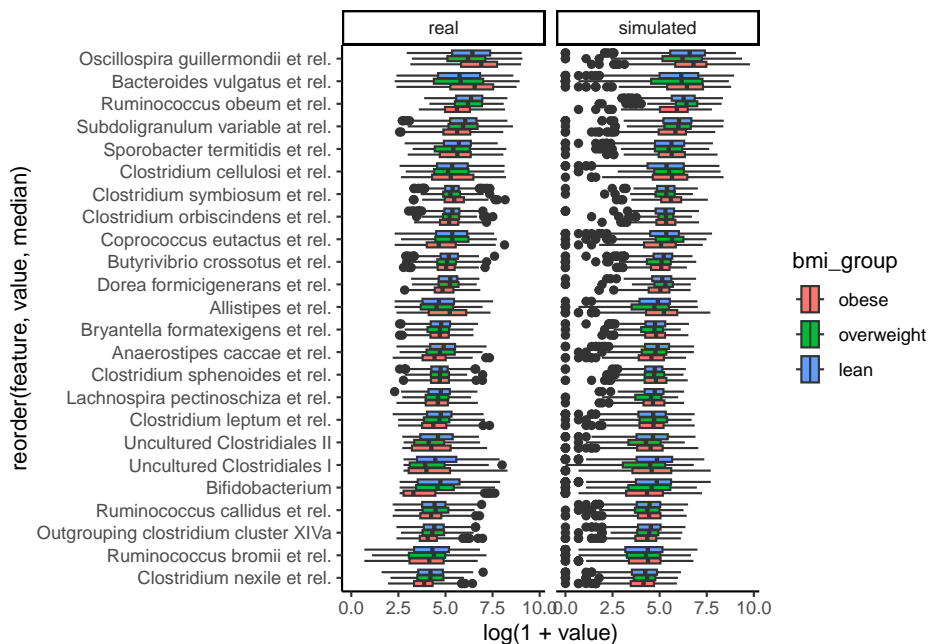 real simulated
Oscillospira guillermondii et rel.
Bacteroides vulgatus et rel.
Ruminococcus obeum et rel.
Subdoligranulum variable at rel.
Sporobacter termitidis et rel.
Clostridium cellulosi et rel.
Clostridium symbiosum et rel.
Clostridium orbiscindens et rel.
Coprococcus eutactus et rel.
Butyrivibrio crossotus et rel.
Dorea formicigenerans et rel.
Allistipes et rel.
Bryantella formatexigens et rel.
Anaerostipes caccae et rel.
Clostridium sphenoides et rel.
Lachnospira pectinoschiza et rel.
Clostridium leptum et rel.
Uncultured Clostridiales II
Uncultured Clostridiales I
Bifidobacterium
Ruminococcus callidus et rel.
Outgrouping clostridium cluster XIVa
Ruminococcus bromii et rel.
Clostridium nexile et rel.
reorder(feature, value, median)
0.0 2.5 5.0 7.5 10.0 0.0 2.5 5.0 7.5 10.0
log(1 + value)
bmi_group
obese
overweight
lean